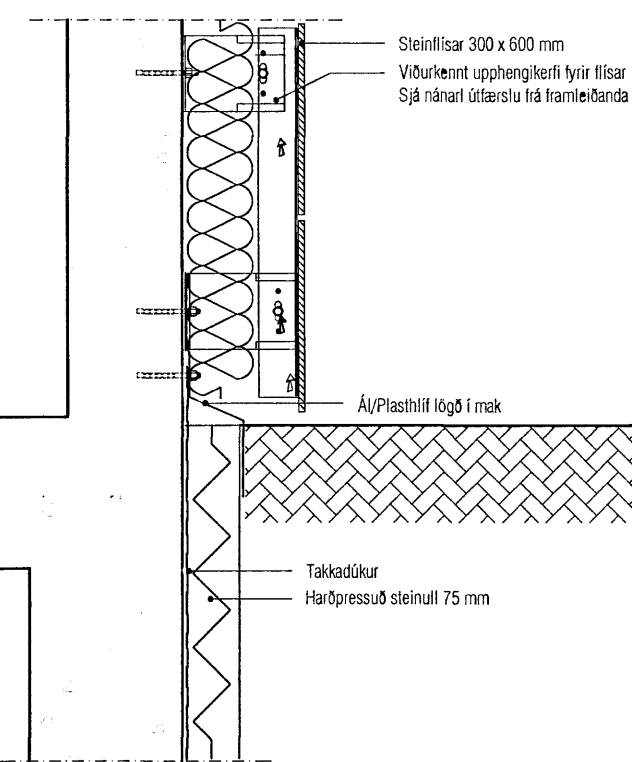 Steinflísar 300 x 600 mm
Viðurkennt upphengikerfi fyrir flísar
Sjá nánari útfærslu frá framleiðanda
Ál/Plasthlíf lögð í mak
Takkadúkur
Harðpressuð steinull 75 mm